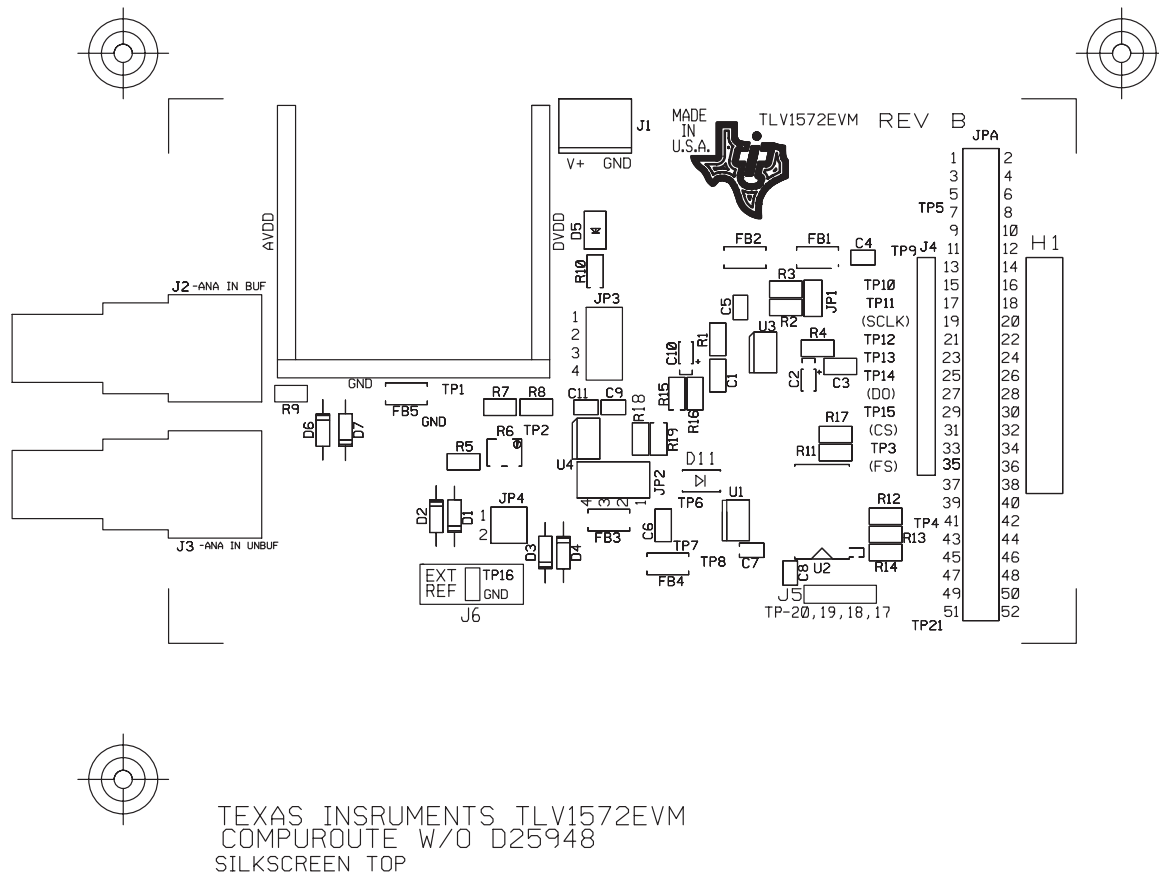 MADE
IN
U.S.A.
TLV1572EVM REV B
J1
V+ GND
JPA
1 2
3 4
5 6
TP5 7 8
9 10
TP9 J4 11 12
H1
13 14
TP10 15 16
TP11 17 18
(SCLK) 19 20
TP12 21 22
TP13 23 24
TP14 25 26
(DO) 27 28
TP15 29 30
(CS) 31 32
TP3 33 34
(FS) 35 36
37 38
39 40
TP4 41 42
43 44
45 46
47 48
49 50
51 52
TP21
AVDD
DVDD
D5
R10
FB2
FB1
C4
J2-ANA IN BUF
JP3
1
2
3
4
R3
JP1
R2
C5
U3
R1
R4
C10
+
C1
C2
+
C3
GND
TP1
FB5
GND
R9
R7
R8
C11
C9
R18
R15
R16
R17
D6
D7
R6
TP2
R5
U4
R19
R11
D11
JP2
4
3
2
1
TP6
U1
R12
R13
R14
D2
D1
JP4
1
2
FB3
C6
D3
D4
TP7
TP8
C7
FB4
U2
C8
J3-ANA IN UNBUF
EXT
REF
TP16
GND
J6
J5
TP-20,19,18,17
TEXAS INSRUMENTS TLV1572EVM
COMPUROUTE W/O D25948
SILKSCREEN TOP